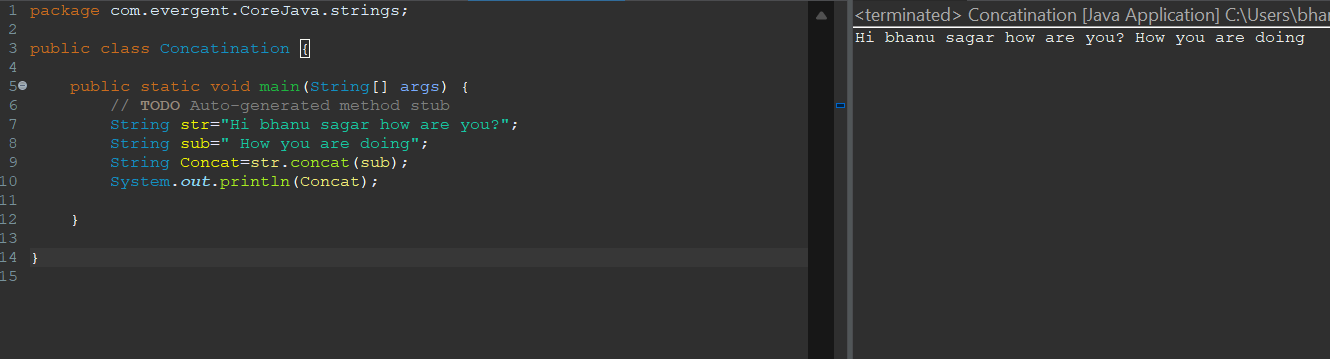 1 package com.evergent.CoreJava.strings;
2
3 public class Concatination {
4
5 public static void main(String[] args) {
6 // TODO Auto-generated method stub
7 String str="Hi bhanu sagar how are you?";
8 String sub=" How you are doing";
9 String Concat=str.concat(sub);
10 System.out.println(Concat);
11
12 }
13
14 }
15
<terminated> Concatination [Java Application] C:\Users\bhar
Hi bhanu sagar how are you? How you are doing